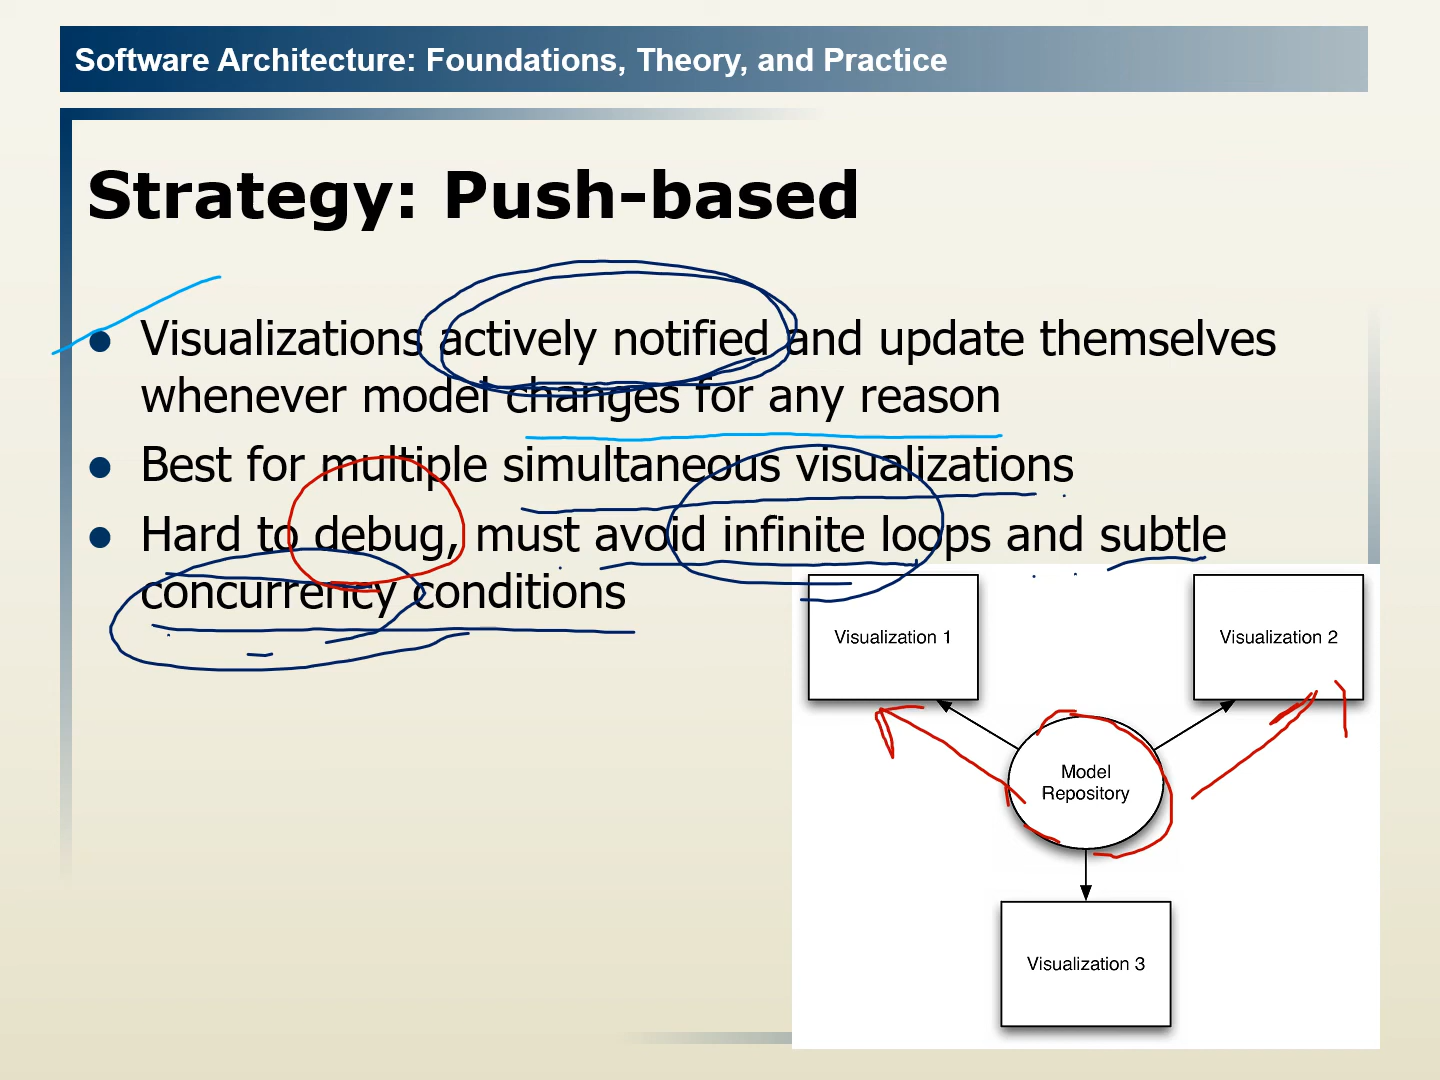 Software Architecture: Foundations, Theory, and Practice
Strategy: Push-based
Visualizations actively notified and update themselves
whenever model changes for any reason
Best for multiple simultaneous visualizations
Hard to debug, must avoid infinite loops and subtle
concurrency conditions
Visualization 1
Visualization 2
Model
Repository
Visualization 3